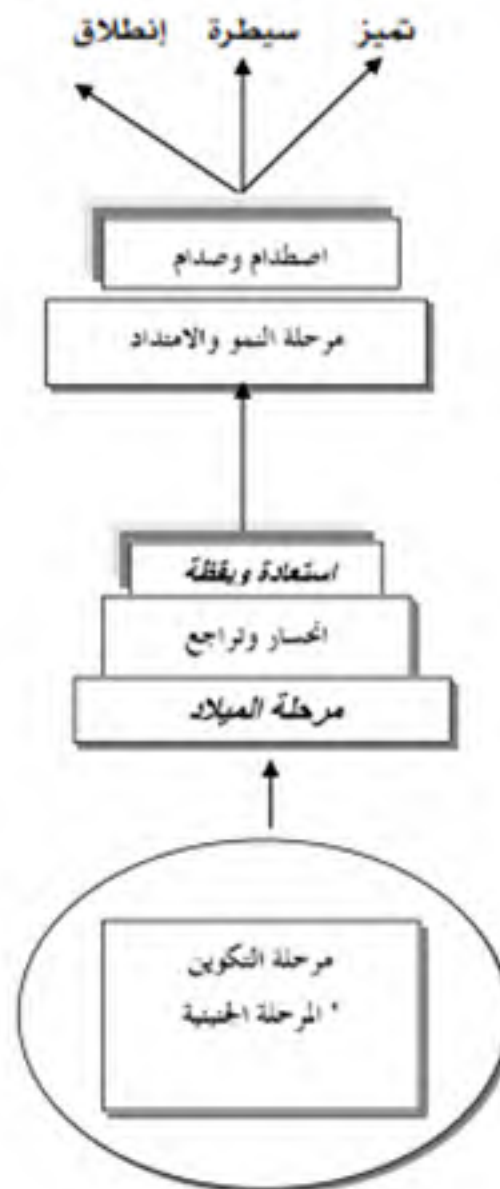 تميز سيطرة إنطلاق
اصطدام وصدام
مرحلة النمو والامتداد
استعادة ويقظة
انحسار وتراجع
مرحلة الميلاد
مرحلة التكوين
المرحلة الجنينية